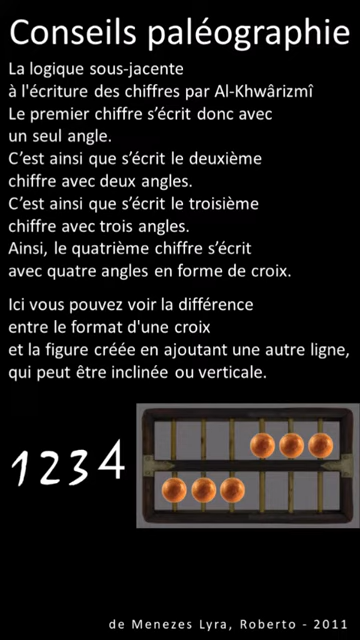 Conseils paléographie
La logique sous-jacente
à l'écriture des chiffres par Al-Khwârizmî
Le premier chiffre s’écrit donc avec
un seul angle.
C’est ainsi que s’écrit le deuxième
chiffre avec deux angles.
C’est ainsi que s’écrit le troisième
chiffre avec trois angles.
Ainsi, le quatrième chiffre s’écrit
avec quatre angles en forme de croix.
Ici vous pouvez voir la différence
entre le format d'une croix
et la figure créée en ajoutant une autre ligne,
qui peut être inclinée ou verticale.
1234
de Menezes Lyra, Roberto - 2011